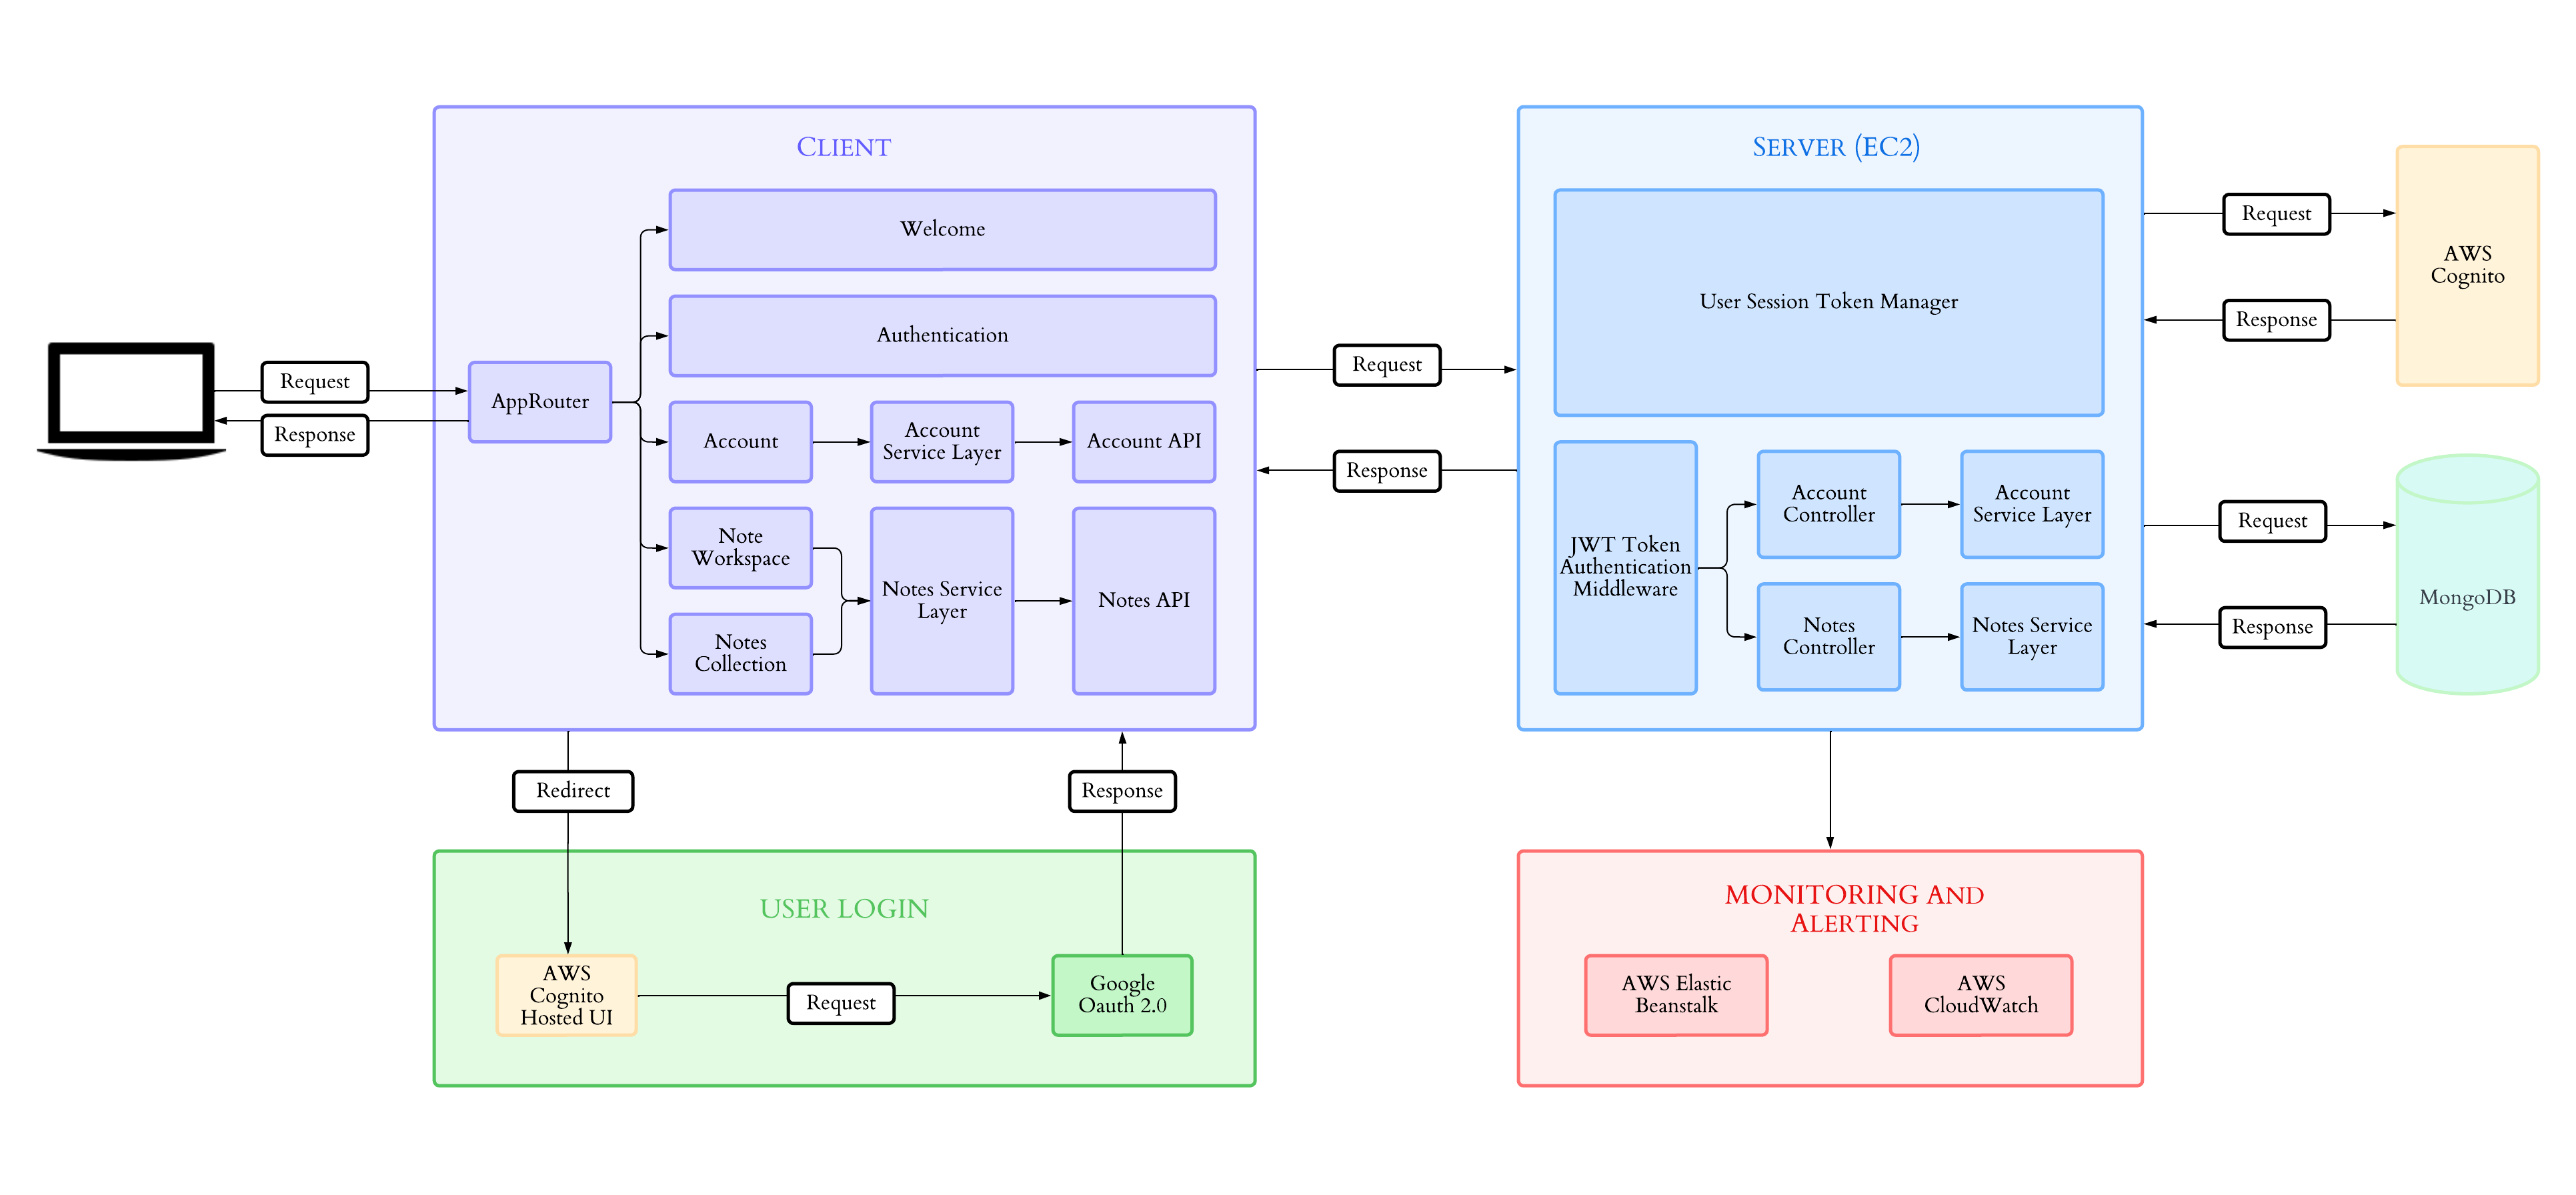 CLIENT
Welcome
Authentication
Request
Response
AppRouter
Account
Account
Service Layer
Account API
Note
Workspace
Notes
Collection
Notes Service
Layer
Notes API
Request
Response
SERVER (EC2)
User Session Token Manager
JWT Token
Authentication
Middleware
Account
Controller
Account
Service Layer
Notes
Controller
Notes Service
Layer
Request
Response
AWS
Cognito
Request
Response
MongoDB
Redirect
Response
USER LOGIN
AWS
Cognito
Hosted UI
Request
Google
Oauth 2.0
MONITORING AND
ALERTING
AWS Elastic
Beanstalk
AWS
CloudWatch